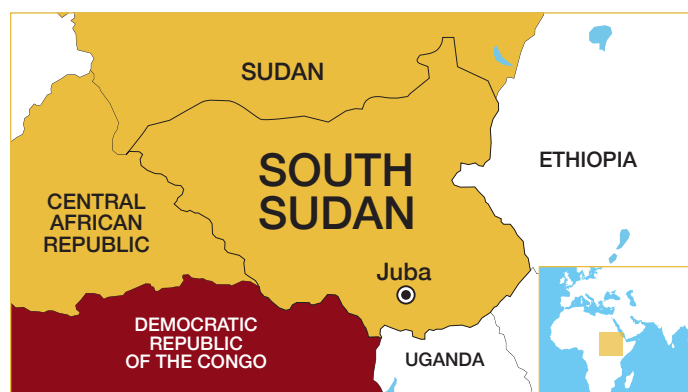 SUDAN
SOUTH
SUDAN
ETHIOPIA
CENTRAL
AFRICAN
REPUBLIC
Juba
DEMOCRATIC
REPUBLIC
OF THE CONGO
UGANDA